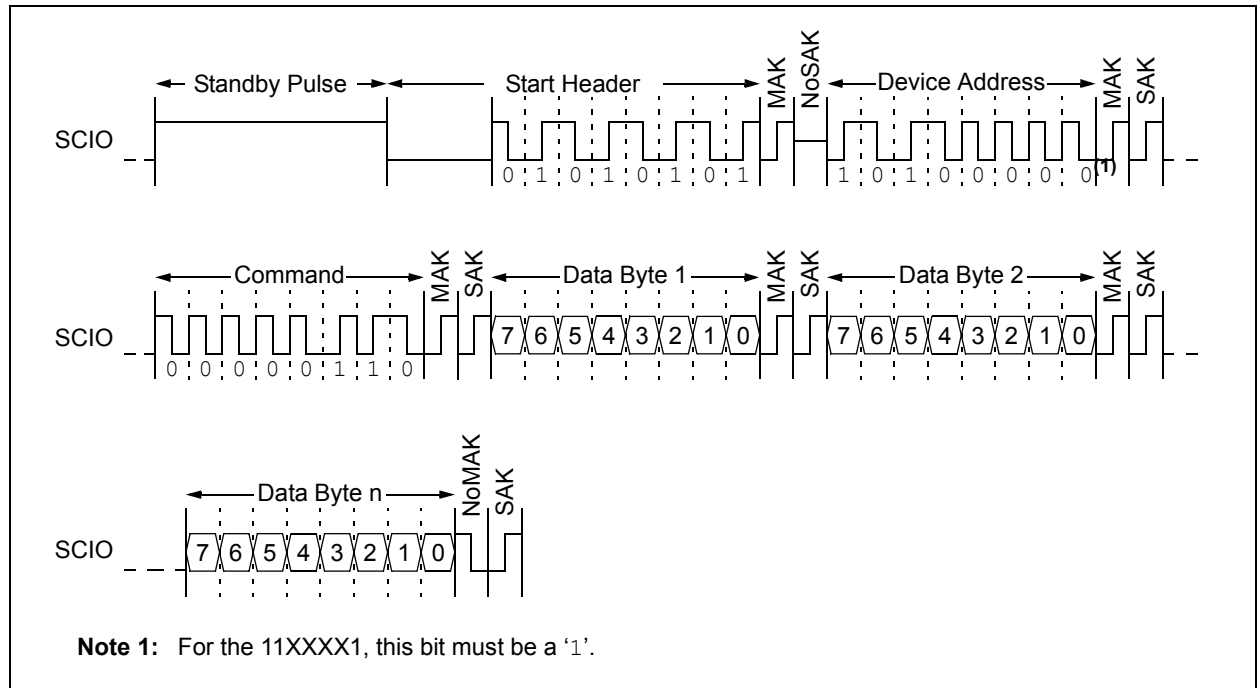 Standby Pulse Start Header MAK NoSAK Device Address MAK SAK
SCIO
0 1 0 1 0 1 0 1 1 0 1 0 0 0 0 0(1)
Command MAK SAK Data Byte 1 MAK SAK Data Byte 2 MAK SAK
SCIO 7 6 5 4 3 2 1 0 7 6 5 4 3 2 1 0
0 0 0 0 0 1 1 0
Data Byte n NoMAK SAK
SCIO 7 6 5 4 3 2 1 0
Note 1: For the 11XXXX1, this bit must be a ‘1’.